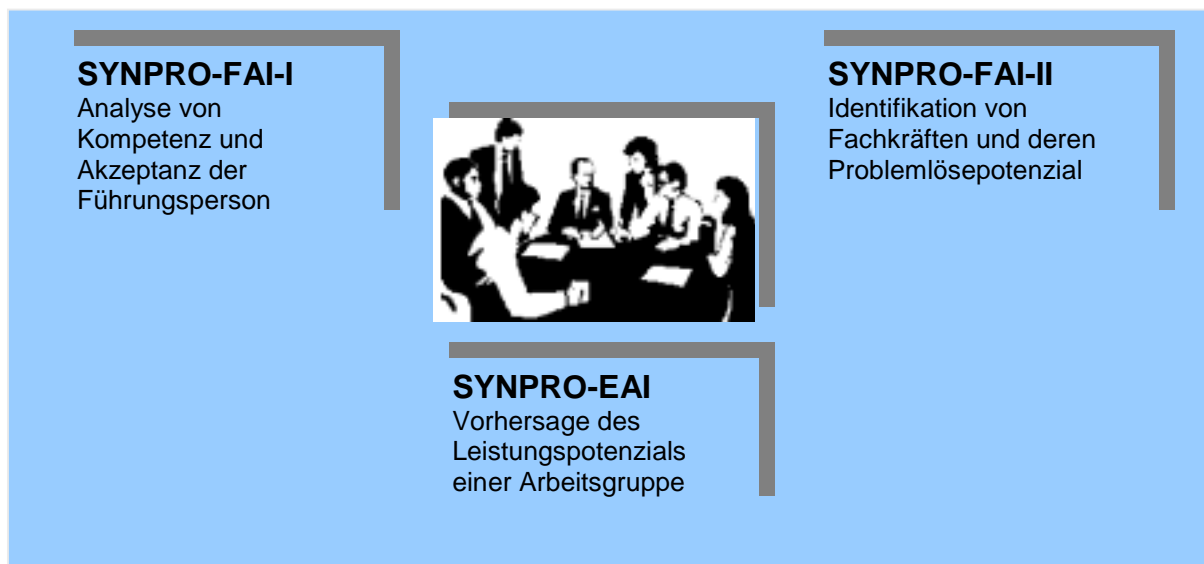 SYNPRO-FAI-I
Analyse von
Kompetenz und
Akzeptanz der
Führungsperson
SYNPRO-FAI-II
Identifikation von
Fachkräften und deren
Problemlösepotenzial
SYNPRO-EAI
Vorhersage des
Leistungspotenzials
einer Arbeitsgruppe